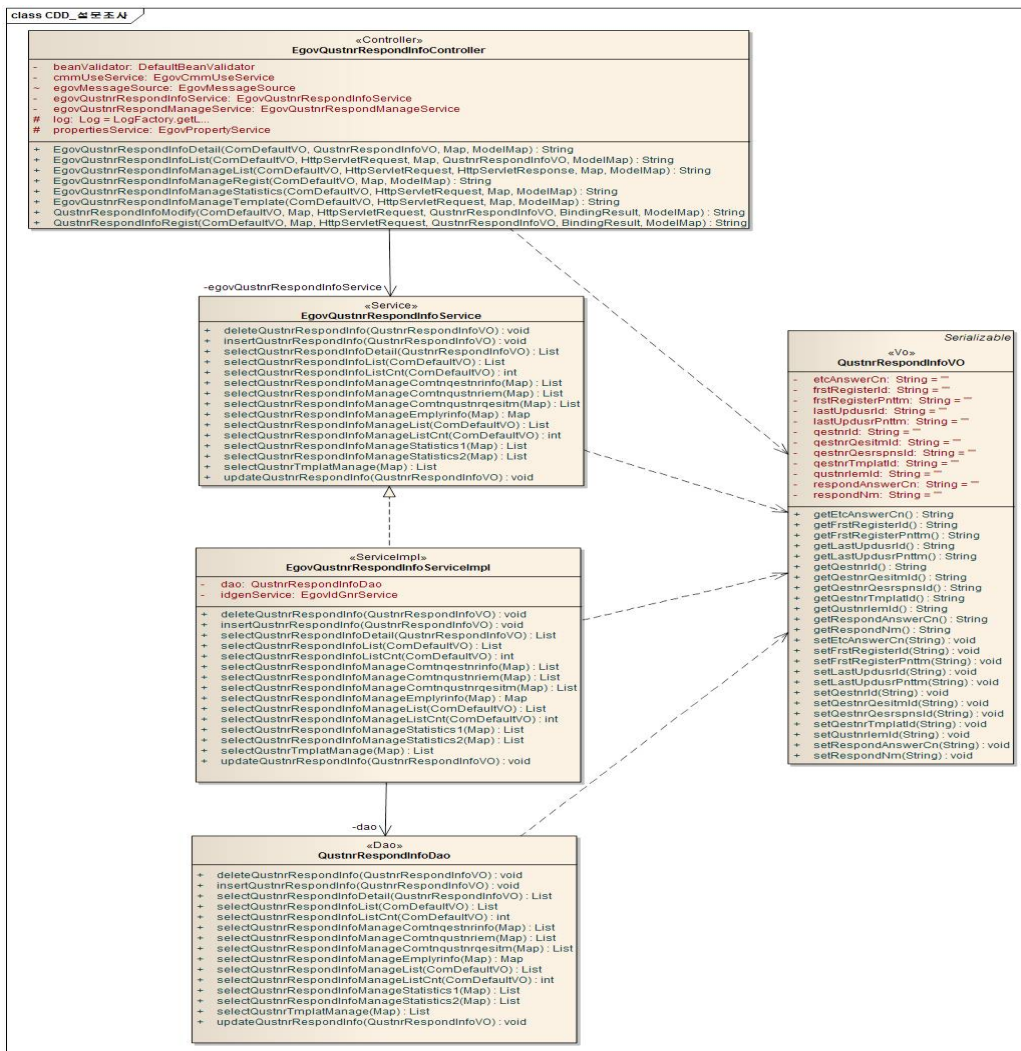 class CDD_설문조사
«Controller»
EgovQustnrRespondInfoController
- beanValidator: DefaultBeanValidator
- cmmUseService: EgovCmmUseService
~ egovMessageSource: EgovMessageSource
- egovQustnrRespondInfoService: EgovQustnrRespondInfoService
- egovQustnrRespondManageService: EgovQustnrRespondManageService
# log: Log = LogFactory.getL...
# propertiesService: EgovPropertyService
+ EgovQustnrRespondInfoDetail(ComDefaultVO, QustnrRespondInfoVO, Map, ModelMap) : String
+ EgovQustnrRespondInfoList(ComDefaultVO, HttpServletRequest, Map, QustnrRespondInfoVO, ModelMap) : String
+ EgovQustnrRespondInfoManageList(ComDefaultVO, HttpServletRequest, HttpServletResponse, Map, ModelMap) : String
+ EgovQustnrRespondInfoManageRegist(ComDefaultVO, Map, ModelMap) : String
+ EgovQustnrRespondInfoManageStatistics(ComDefaultVO, HttpServletRequest, Map, ModelMap) : String
+ EgovQustnrRespondInfoManageTemplate(ComDefaultVO, HttpServletRequest, Map, ModelMap) : String
+ QustnrRespondInfoModify(ComDefaultVO, Map, HttpServletRequest, QustnrRespondInfoVO, BindingResult, ModelMap) : String
+ QustnrRespondInfoRegist(ComDefaultVO, Map, HttpServletRequest, QustnrRespondInfoVO, BindingResult, ModelMap) : String
-egovQustnrRespondInfoService
«Service»
EgovQustnrRespondInfoService
+ deleteQustnrRespondInfo(QustnrRespondInfoVO) : void
+ insertQustnrRespondInfo(QustnrRespondInfoVO) : void
+ selectQustnrRespondInfoDetail(QustnrRespondInfoVO) : List
+ selectQustnrRespondInfoList(ComDefaultVO) : List
+ selectQustnrRespondInfoListCnt(ComDefaultVO) : int
+ selectQustnrRespondInfoManageComtnqestnrinfo(Map) : List
+ selectQustnrRespondInfoManageComtnqustnriem(Map) : List
+ selectQustnrRespondInfoManageComtnqustnrqesitm(Map) : List
+ selectQustnrRespondInfoManageEmplyrinfo(Map) : Map
+ selectQustnrRespondInfoManageList(ComDefaultVO) : List
+ selectQustnrRespondInfoManageListCnt(ComDefaultVO) : int
+ selectQustnrRespondInfoManageStatistics1(Map) : List
+ selectQustnrRespondInfoManageStatistics2(Map) : List
+ selectQustnrTmplatManage(Map) : List
+ updateQustnrRespondInfo(QustnrRespondInfoVO) : void
«ServiceImpl»
EgovQustnrRespondInfoServiceImpl
- dao: QustnrRespondInfoDao
- idgenService: EgovIdGnrService
+ deleteQustnrRespondInfo(QustnrRespondInfoVO) : void
+ insertQustnrRespondInfo(QustnrRespondInfoVO) : void
+ selectQustnrRespondInfoDetail(QustnrRespondInfoVO) : List
+ selectQustnrRespondInfoList(ComDefaultVO) : List
+ selectQustnrRespondInfoListCnt(ComDefaultVO) : int
+ selectQustnrRespondInfoManageComtnqestnrinfo(Map) : List
+ selectQustnrRespondInfoManageComtnqustnriem(Map) : List
+ selectQustnrRespondInfoManageComtnqustnrqesitm(Map) : List
+ selectQustnrRespondInfoManageEmplyrinfo(Map) : Map
+ selectQustnrRespondInfoManageList(ComDefaultVO) : List
+ selectQustnrRespondInfoManageListCnt(ComDefaultVO) : int
+ selectQustnrRespondInfoManageStatistics1(Map) : List
+ selectQustnrRespondInfoManageStatistics2(Map) : List
+ selectQustnrTmplatManage(Map) : List
+ updateQustnrRespondInfo(QustnrRespondInfoVO) : void
-dao
«Dao»
QustnrRespondInfoDao
+ deleteQustnrRespondInfo(QustnrRespondInfoVO) : void
+ insertQustnrRespondInfo(QustnrRespondInfoVO) : void
+ selectQustnrRespondInfoDetail(QustnrRespondInfoVO) : List
+ selectQustnrRespondInfoList(ComDefaultVO) : List
+ selectQustnrRespondInfoListCnt(ComDefaultVO) : int
+ selectQustnrRespondInfoManageComtnqestnrinfo(Map) : List
+ selectQustnrRespondInfoManageComtnqustnriem(Map) : List
+ selectQustnrRespondInfoManageComtnqustnrqesitm(Map) : List
+ selectQustnrRespondInfoManageEmplyrinfo(Map) : Map
+ selectQustnrRespondInfoManageList(ComDefaultVO) : List
+ selectQustnrRespondInfoManageListCnt(ComDefaultVO) : int
+ selectQustnrRespondInfoManageStatistics1(Map) : List
+ selectQustnrRespondInfoManageStatistics2(Map) : List
+ selectQustnrTmplatManage(Map) : List
+ updateQustnrRespondInfo(QustnrRespondInfoVO) : void
Serializable
«Vo»
QustnrRespondInfoVO
- etcAnswerCn: String = ""
- frstRegisterId: String = ""
- frstRegisterPnttm: String = ""
- lastUpdusrId: String = ""
- lastUpdusrPnttm: String = ""
- qestnrId: String = ""
- qestnrQesitmId: String = ""
- qestnrQesrspnsId: String = ""
- qestnrTmplatId: String = ""
- qustnrIemId: String = ""
- respondAnswerCn: String = ""
- respondNm: String = ""
+ getEtcAnswerCn() : String
+ getFrstRegisterId() : String
+ getFrstRegisterPnttm() : String
+ getLastUpdusrId() : String
+ getLastUpdusrPnttm() : String
+ getQestnrId() : String
+ getQestnrQesitmId() : String
+ getQestnrQesrspnsId() : String
+ getQestnrTmplatId() : String
+ getQustnrIemId() : String
+ getRespondAnswerCn() : String
+ getRespondNm() : String
+ setEtcAnswerCn(String) : void
+ setFrstRegisterId(String) : void
+ setFrstRegisterPnttm(String) : void
+ setLastUpdusrId(String) : void
+ setLastUpdusrPnttm(String) : void
+ setQestnrId(String) : void
+ setQestnrQesitmId(String) : void
+ setQestnrQesrspnsId(String) : void
+ setQestnrTmplatId(String) : void
+ setQustnrIemId(String) : void
+ setRespondAnswerCn(String) : void
+ setRespondNm(String) : void